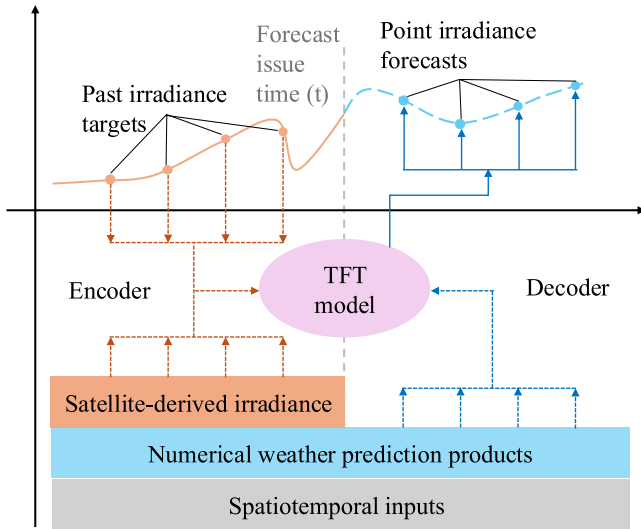 Forecast
issue
time (t)
Point irradiance
forecasts
Past irradiance
targets
Encoder
TFT
model
Decoder
Satellite-derived irradiance
Numerical weather prediction products
Spatiotemporal inputs